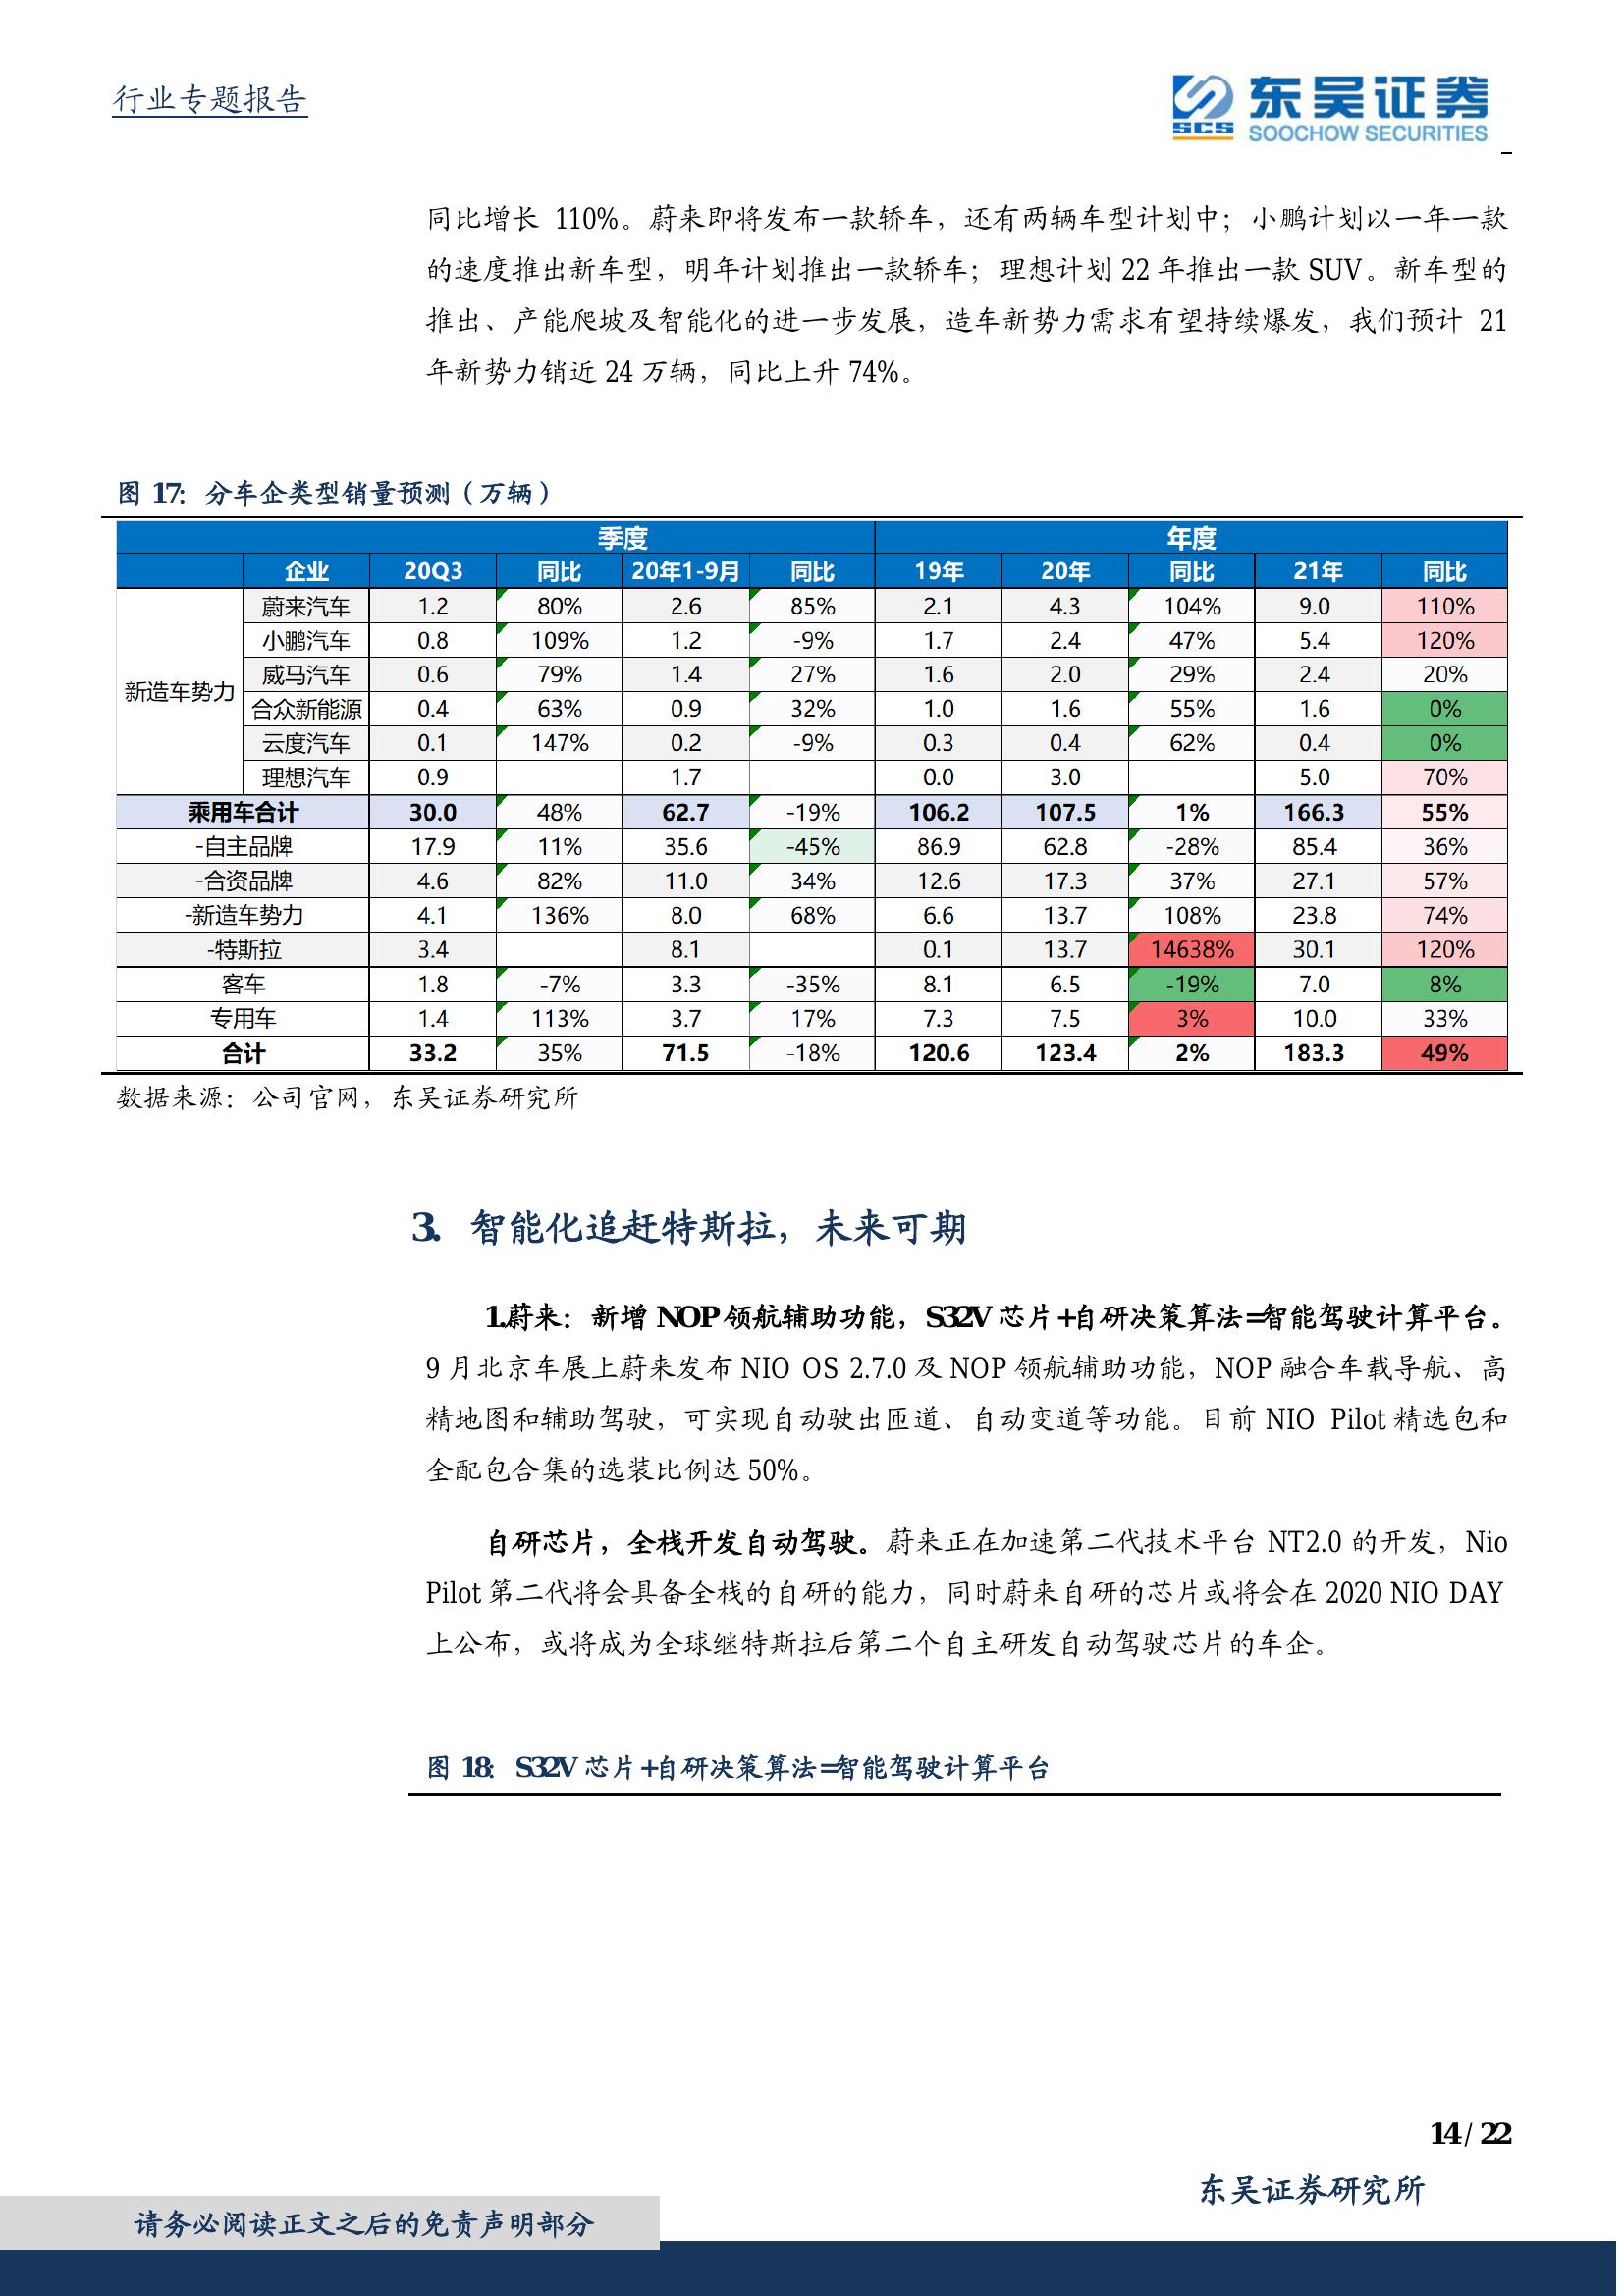 行业专题报告
SCS
东吴证券
SOOCHOW SECURITIES
同比增长 110%。蔚来即将发布一款轿车，还有两辆车型计划中；小鹏计划以一年一款
的速度推出新车型，明年计划推出一款轿车；理想计划 22 年推出一款 SUV。新车型的
推出、产能爬坡及智能化的进一步发展，造车新势力需求有望持续爆发，我们预计 21
年新势力销近 24 万辆，同比上升 74%。
图 17：分车企类型销量预测（万辆）
季度 年度
企业 20Q3 同比 20年1-9月 同比 19年 20年 同比 21年 同比
新造车势力
蔚来汽车 1.2 80% 2.6 85% 2.1 4.3 104% 9.0 110%
小鹏汽车 0.8 109% 1.2 -9% 1.7 2.4 47% 5.4 120%
威马汽车 0.6 79% 1.4 27% 1.6 2.0 29% 2.4 20%
合众新能源 0.4 63% 0.9 32% 1.0 1.6 55% 1.6 0%
云度汽车 0.1 147% 0.2 -9% 0.3 0.4 62% 0.4 0%
理想汽车 0.9 1.7 0.0 3.0 5.0 70%
乘用车合计 30.0 48% 62.7 -19% 106.2 107.5 1% 166.3 55%
-自主品牌 17.9 11% 35.6 -45% 86.9 62.8 -28% 85.4 36%
-合资品牌 4.6 82% 11.0 34% 12.6 17.3 37% 27.1 57%
-新造车势力 4.1 136% 8.0 68% 6.6 13.7 108% 23.8 74%
-特斯拉 3.4 8.1 0.1 13.7 14638% 30.1 120%
客车 1.8 -7% 3.3 -35% 8.1 6.5 -19% 7.0 8%
专用车 1.4 113% 3.7 17% 7.3 7.5 3% 10.0 33%
合计 33.2 35% 71.5 -18% 120.6 123.4 2% 183.3 49%
数据来源：公司官网，东吴证券研究所
3. 智能化追赶特斯拉，未来可期
1.蔚来：新增 NOP 领航辅助功能，S32V 芯片+自研决策算法=智能驾驶计算平台。
9 月北京车展上蔚来发布 NIO OS 2.7.0 及 NOP 领航辅助功能，NOP 融合车载导航、高
精地图和辅助驾驶，可实现自动驶出匝道、自动变道等功能。目前 NIO Pilot 精选包和
全配包合集的选装比例达 50%。
自研芯片，全栈开发自动驾驶。蔚来正在加速第二代技术平台 NT2.0 的开发，Nio
Pilot 第二代将会具备全栈的自研的能力，同时蔚来自研的芯片或将会在 2020 NIO DAY
上公布，或将成为全球继特斯拉后第二个自主研发自动驾驶芯片的车企。
图 18：S32V 芯片+自研决策算法=智能驾驶计算平台
14 / 22
东吴证券研究所
请务必阅读正文之后的免责声明部分